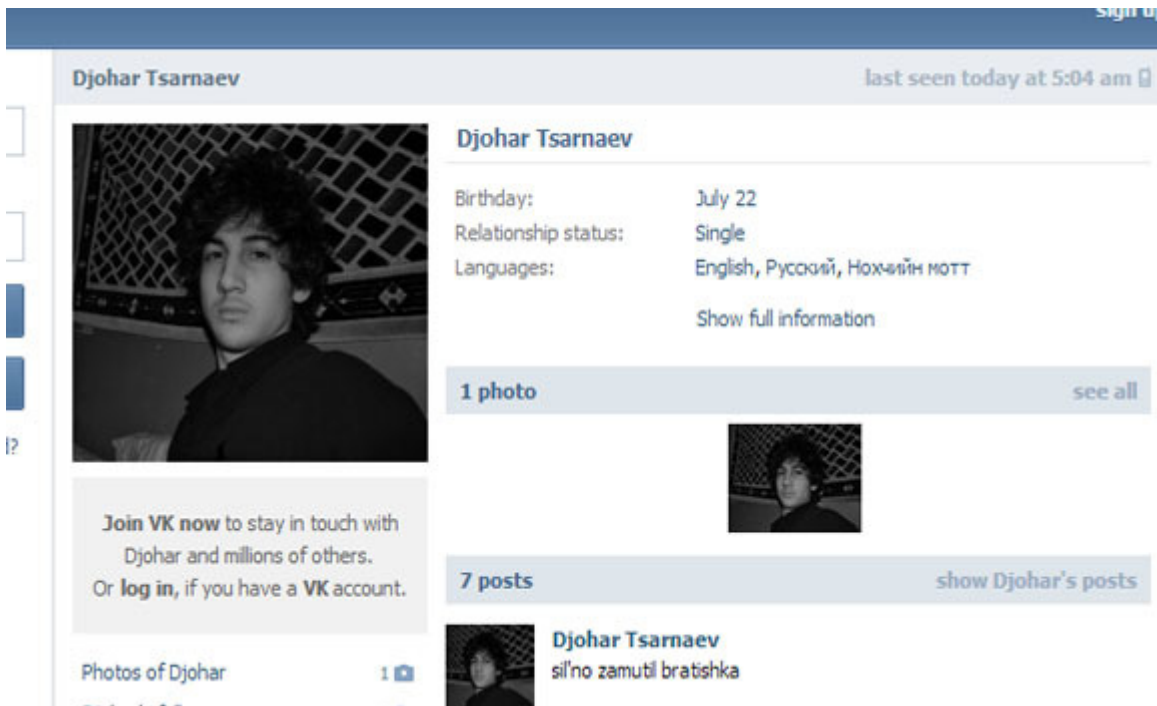 Djohar Tsarnaev
last seen today at 5:04 am
Djohar Tsarnaev
Birthday: July 22
Relationship status: Single
Languages: English, Русский, Нохчийн мотт
Show full information
1 photo see all
Join VK now to stay in touch with
Djohar and millions of others.
Or log in, if you have a VK account.
7 posts show Djohar's posts
Djohar Tsarnaev
sil'no zamutil bratishka
Photos of Djohar 1